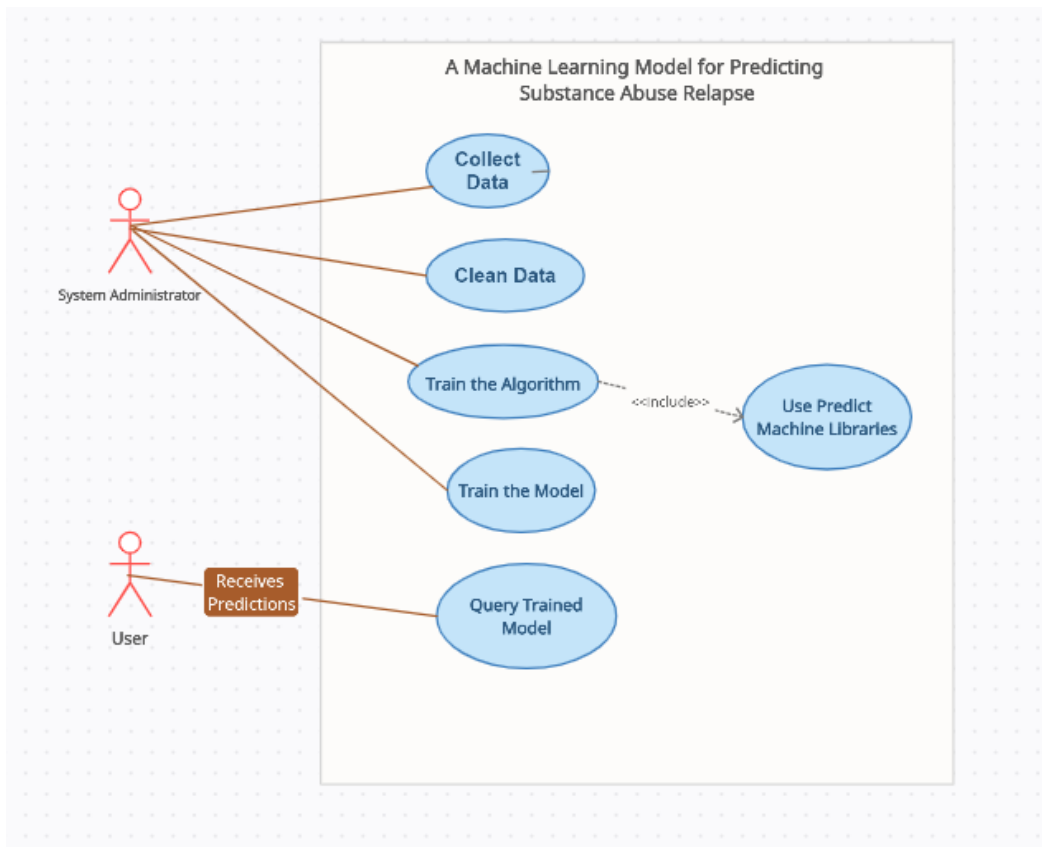 A Machine Learning Model for Predicting
Substance Abuse Relapse
Collect
Data
System Administrator
Clean Data
Train the Algorithm
<<include>>
Use Predict
Machine Libraries
Train the Model
Receives
Predictions
User
Query Trained
Model